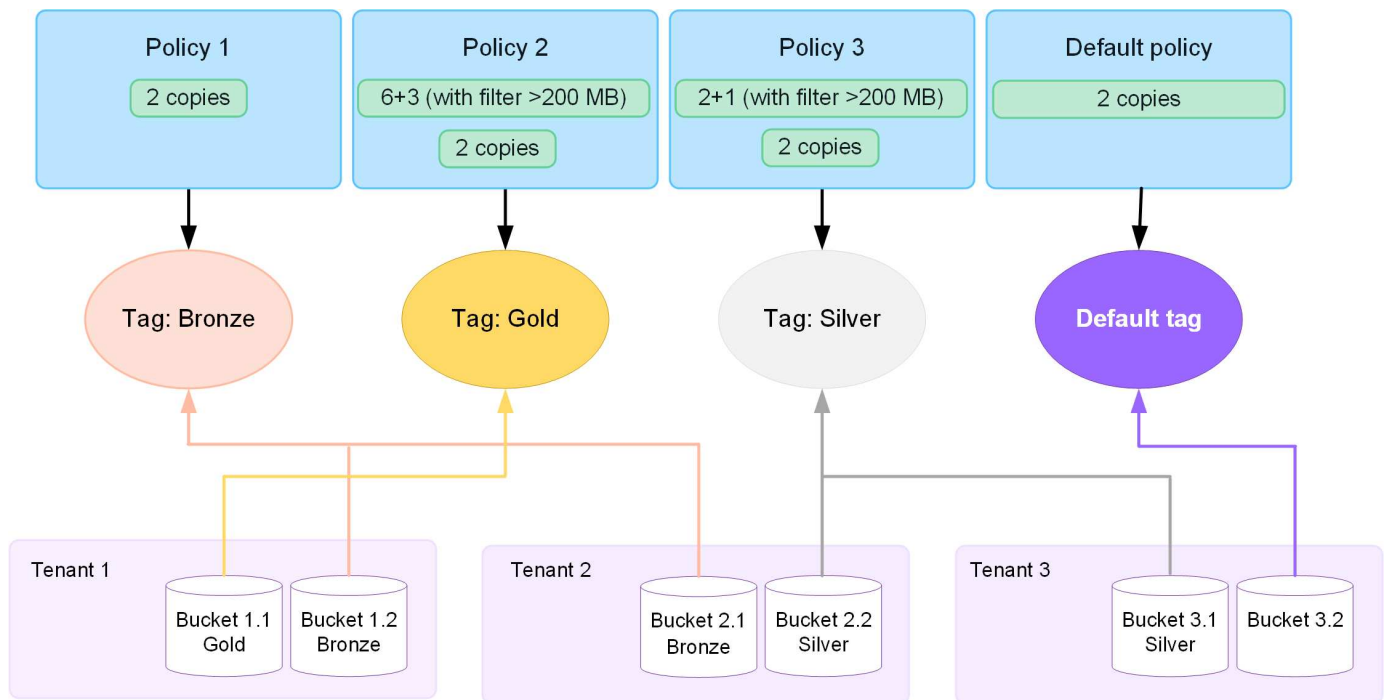 Policy 1
2 copies
Policy 2
6+3 (with filter >200 MB)
2 copies
Policy 3
2+1 (with filter >200 MB)
2 copies
Default policy
2 copies
Tag: Bronze
Tag: Gold
Tag: Silver
Default tag
Tenant 1
Bucket 1.1
Gold
Bucket 1.2
Bronze
Tenant 2
Bucket 2.1
Bronze
Bucket 2.2
Silver
Tenant 3
Bucket 3.1
Silver
Bucket 3.2